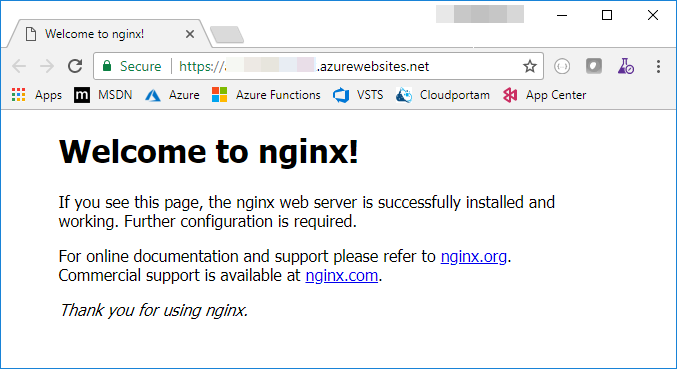 Welcome to nginx!
Secure https:// .azurewebsites.net
Apps MSDN Azure Azure Functions VSTS Cloudportam App Center
Welcome to nginx!
If you see this page, the nginx web server is successfully installed and
working. Further configuration is required.
For online documentation and support please refer to nginx.org.
Commercial support is available at nginx.com.
Thank you for using nginx.